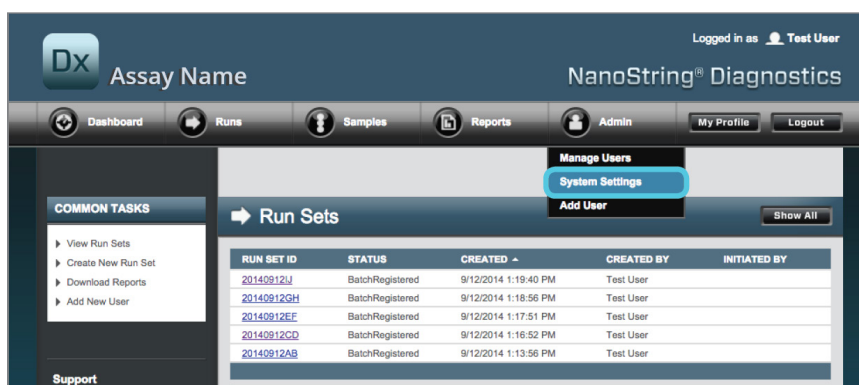 Logged in as Test User
Dx Assay Name
NanoString® Diagnostics
Dashboard Runs Samples Reports Admin My Profile Logout
Manage Users
System Settings
Add User
COMMON TASKS
View Run Sets
Create New Run Set
Download Reports
Add New User
Support
Run Sets
Show All
RUN SET ID STATUS CREATED CREATED BY INITIATED BY
20140912IJ BatchRegistered 9/12/2014 1:19:40 PM Test User
20140912GH BatchRegistered 9/12/2014 1:18:56 PM Test User
20140912EF BatchRegistered 9/12/2014 1:17:51 PM Test User
20140912CD BatchRegistered 9/12/2014 1:16:52 PM Test User
20140912AB BatchRegistered 9/12/2014 1:13:56 PM Test User